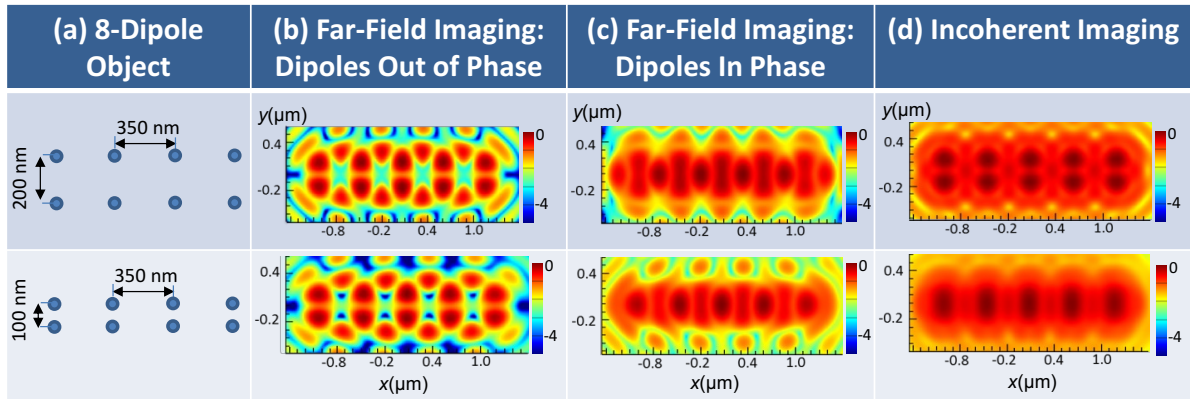 (a) 8-Dipole
Object
(b) Far-Field Imaging:
Dipoles Out of Phase
(c) Far-Field Imaging:
Dipoles In Phase
(d) Incoherent Imaging
350 nm
200 nm
y(µm)
0.4
-0.2
-0.8 -0.2 0.4 1.0
0
-4
y(µm)
0.4
-0.2
-0.8 -0.2 0.4 1.0
0
-4
y(µm)
0.4
-0.2
-0.8 -0.2 0.4 1.0
0
-4
350 nm
100 nm
0.4
-0.2
-0.8 -0.2 0.4 1.0
x(µm)
0
-4
0.4
-0.2
-0.8 -0.2 0.4 1.0
x(µm)
0
-4
0.4
-0.2
-0.8 -0.2 0.4 1.0
x(µm)
0
-4